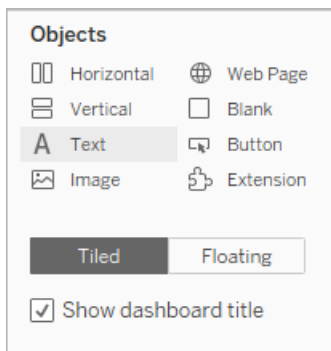 Objects
Horizontal Web Page
Vertical Blank
A Text Button
Image Extension
Tiled Floating
Show dashboard title